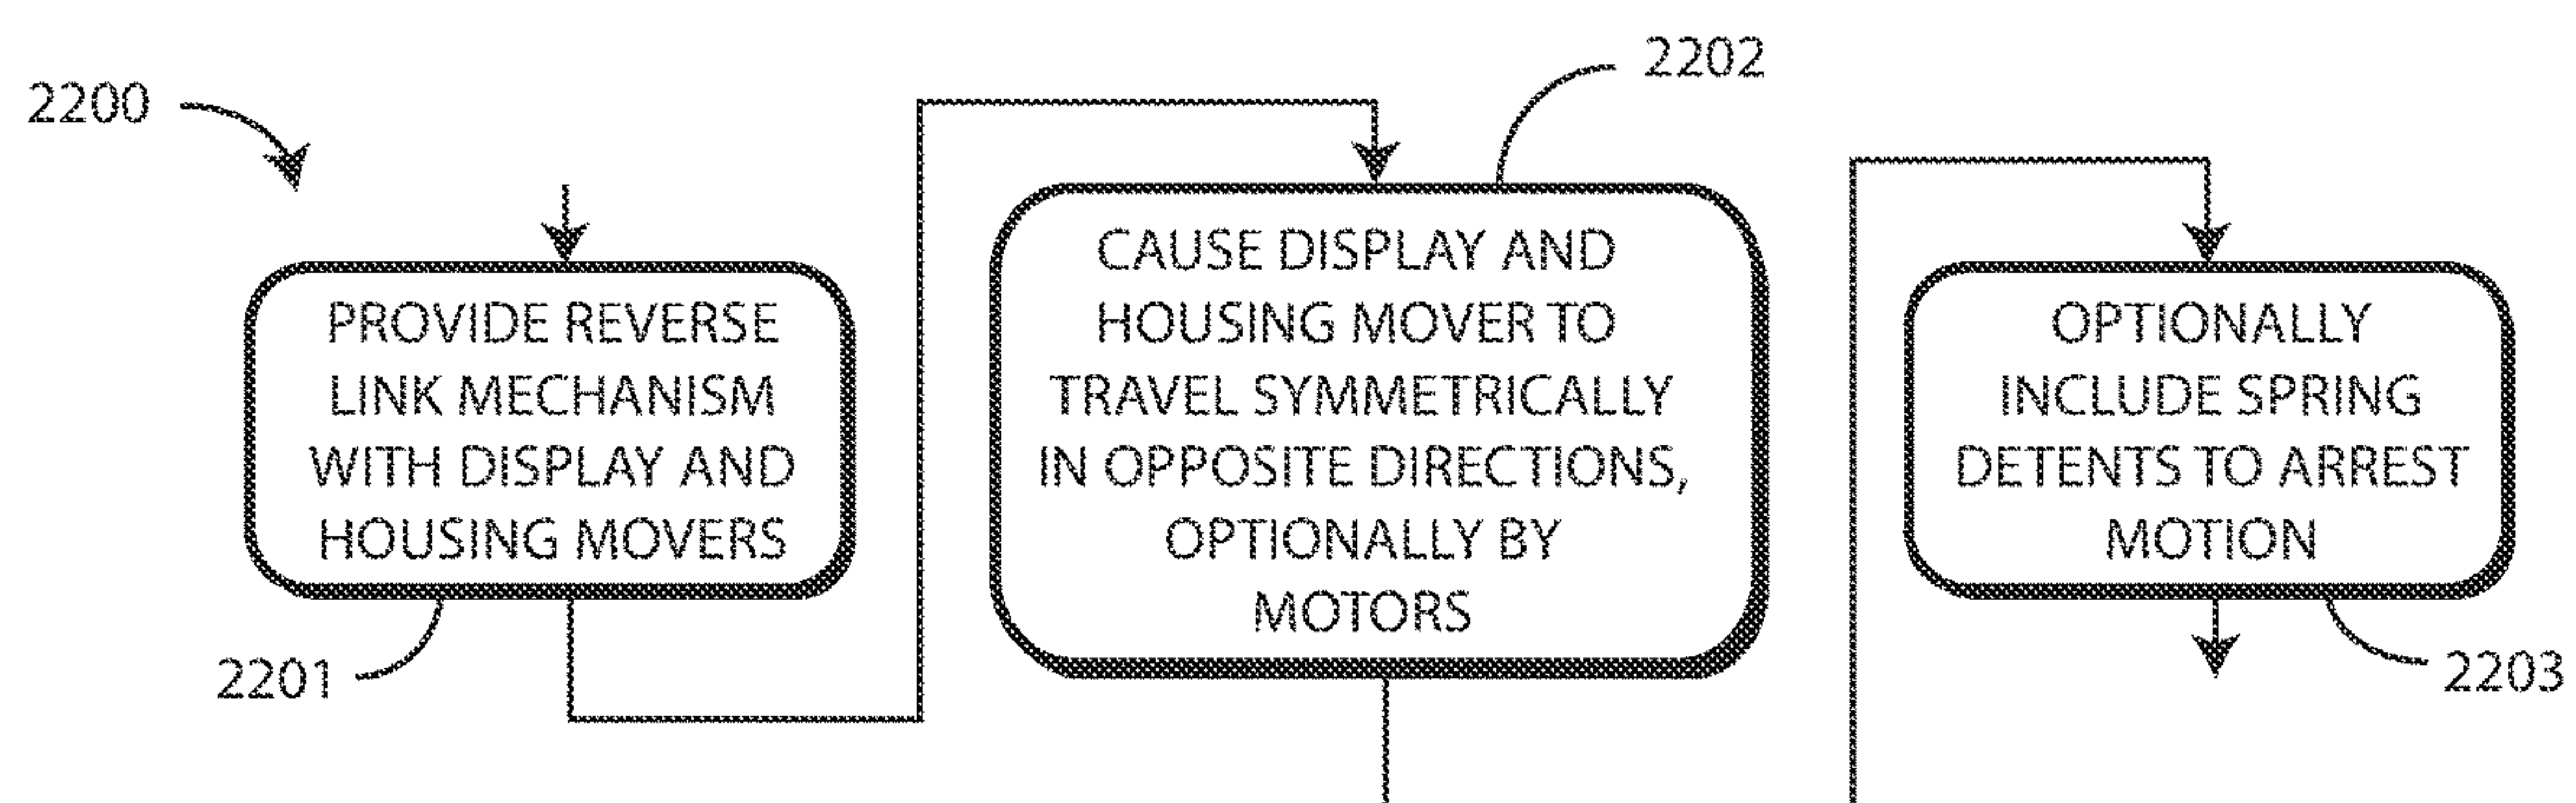 2200
PROVIDE REVERSE
LINK MECHANISM
WITH DISPLAY AND
HOUSING MOVERS
2201
2202
CAUSE DISPLAY AND
HOUSING MOVER TO
TRAVEL SYMMETRICALLY
IN OPPOSITE DIRECTIONS,
OPTIONALLY BY
MOTORS
OPTIONALLY
INCLUDE SPRING
DETENTS TO ARREST
MOTION
2203